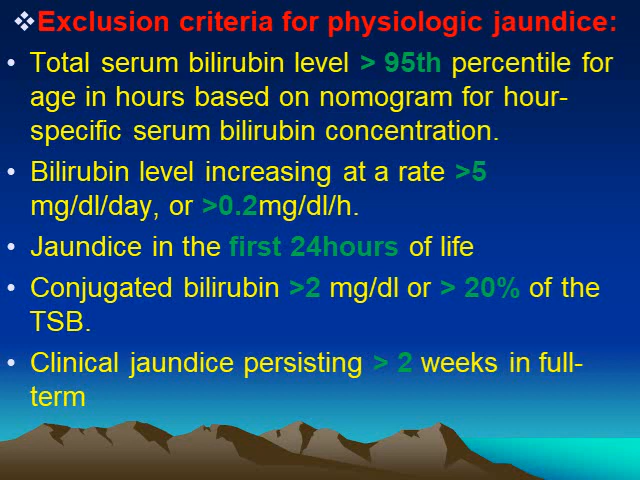 ❖Exclusion criteria for physiologic jaundice:
• Total serum bilirubin level > 95th percentile for
age in hours based on nomogram for hour-
specific serum bilirubin concentration.
• Bilirubin level increasing at a rate >5
mg/dl/day, or >0.2mg/dl/h.
• Jaundice in the first 24hours of life
• Conjugated bilirubin >2 mg/dl or > 20% of the
TSB.
• Clinical jaundice persisting > 2 weeks in full-
term